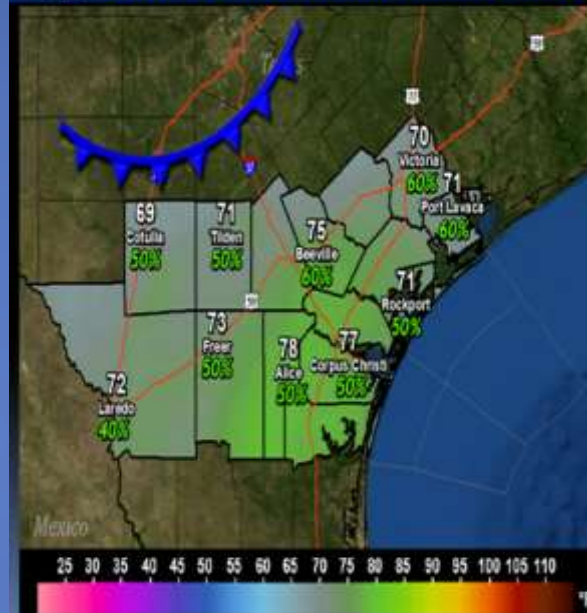 70
Victoria
60%
71
Port Lavaca
60%
69
Cotulla
50%
71
Tilden
50%
75
Beeville
60%
71
Rockport
50%
73
Freer
50%
78
Alice
50%
77
Corpus Christi
50%
72
Laredo
40%
Mexico
25 30 35 40 45 50 55 60 65 70 75 80 85 90 95 100 105 110